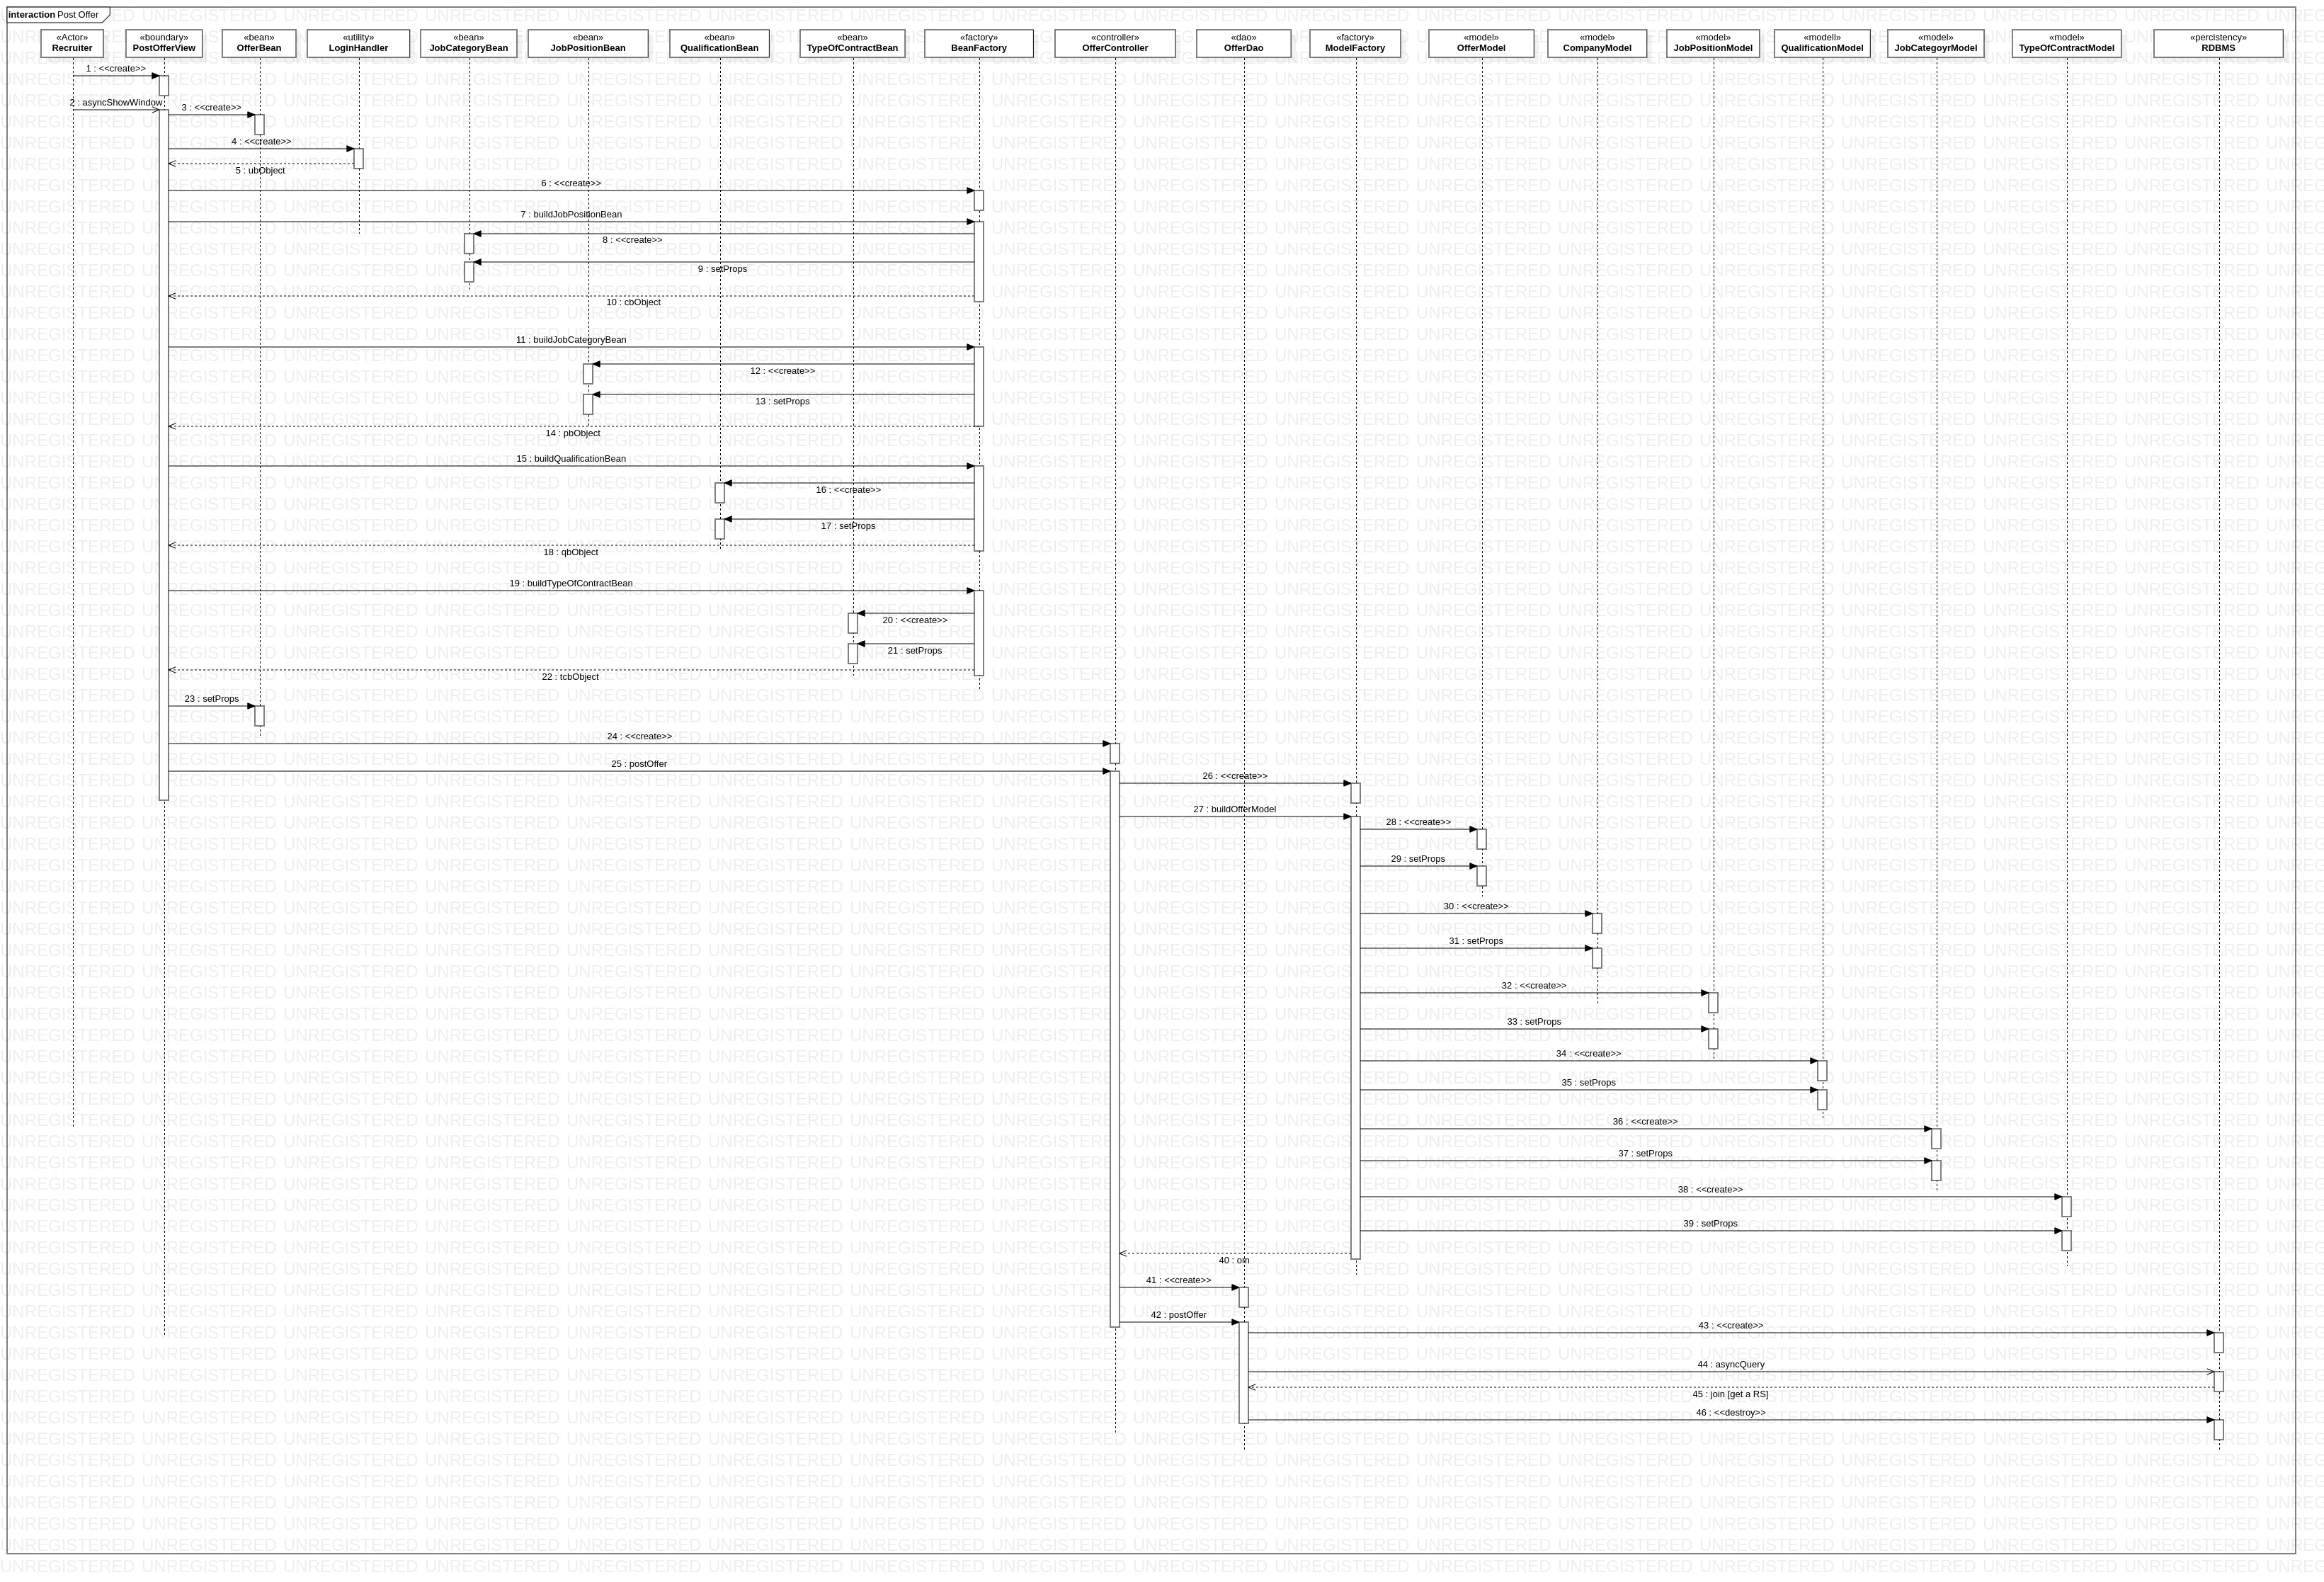 interaction Post Offer
«Actor»
Recruiter
«boundary»
PostOfferView
«bean»
OfferBean
«utility»
LoginHandler
«bean»
JobCategoryBean
«bean»
JobPositionBean
«bean»
QualificationBean
«bean»
TypeOfContractBean
«factory»
BeanFactory
«controller»
OfferController
«dao»
OfferDao
«factory»
ModelFactory
«model»
OfferModel
«model»
CompanyModel
«model»
JobPositionModel
«modell»
QualificationModel
«model»
JobCategoyrModel
«model»
TypeOfContractModel
«percistency»
RDBMS
1 : <<create>>
2 : asyncShowWindow
3 : <<create>>
4 : <<create>>
5 : ubObject
6 : <<create>>
7 : buildJobPositionBean
8 : <<create>>
9 : setProps
10 : cbObject
11 : buildJobCategoryBean
12 : <<create>>
13 : setProps
14 : pbObject
15 : buildQualificationBean
16 : <<create>>
17 : setProps
18 : qbObject
19 : buildTypeOfContractBean
20 : <<create>>
21 : setProps
22 : tcbObject
23 : setProps
24 : <<create>>
25 : postOffer
26 : <<create>>
27 : buildOfferModel
28 : <<create>>
29 : setProps
30 : <<create>>
31 : setProps
32 : <<create>>
33 : setProps
34 : <<create>>
35 : setProps
36 : <<create>>
37 : setProps
38 : <<create>>
39 : setProps
40 : om
41 : <<create>>
42 : postOffer
43 : <<create>>
44 : asyncQuery
45 : join [get a RS]
46 : <<destroy>>
UNREGISTERED